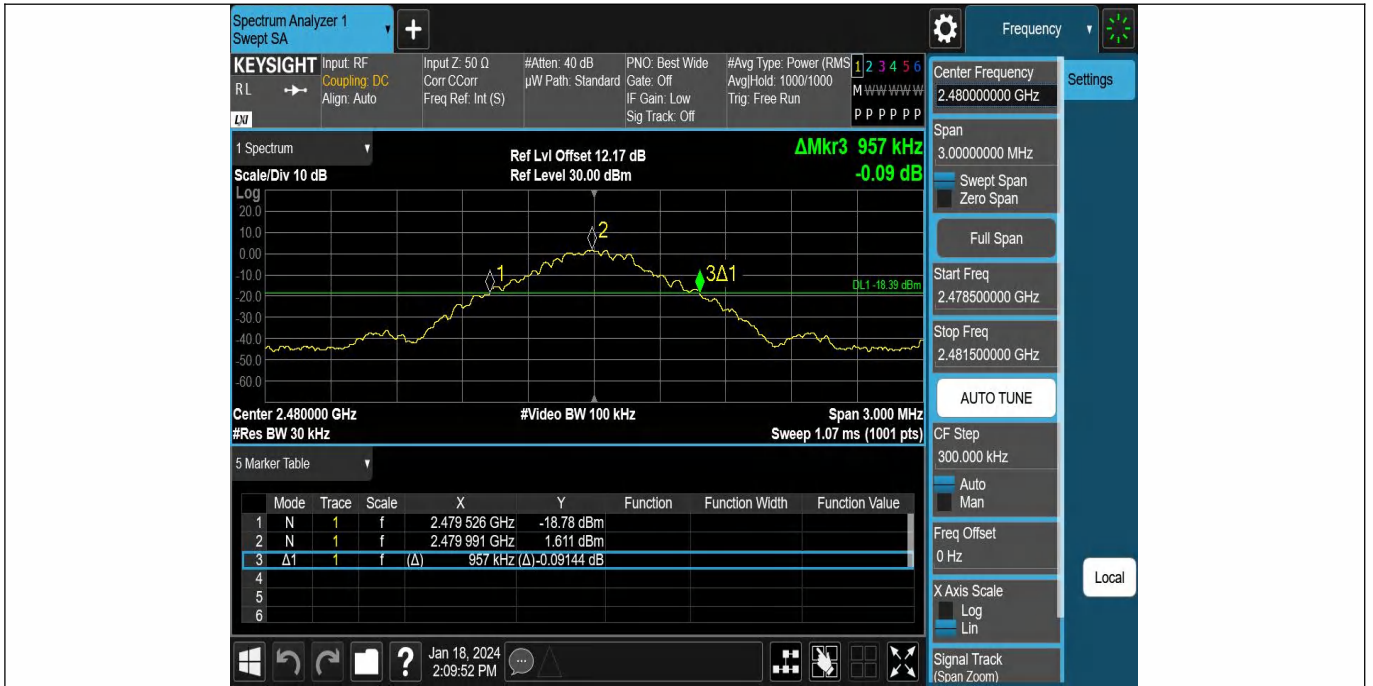 Spectrum Analyzer 1
Swept SA
+
Frequency
KEYSIGHT
R L
LXI
Input: RF
Coupling: DC
Align: Auto
Input Z: 50 Ω
Corr CCorr
Freq Ref: Int (S)
#Atten: 40 dB
µW Path: Standard
PNO: Best Wide
Gate: Off
IF Gain: Low
Sig Track: Off
#Avg Type: Power (RMS
Avg|Hold: 1000/1000
Trig: Free Run
1 2 3 4 5 6
M W W W W W
P P P P P P
1 Spectrum
Scale/Div 10 dB
Ref Lvl Offset 12.17 dB
Ref Level 30.00 dBm
ΔMkr3 957 kHz
-0.09 dB
Log
20.0
10.0
0.00
-10.0
-20.0
-30.0
-40.0
-50.0
-60.0
1
2
3Δ1
DL1 -18.39 dBm
Center 2.480000 GHz
#Video BW 100 kHz
Span 3.000 MHz
#Res BW 30 kHz
Sweep 1.07 ms (1001 pts)
5 Marker Table
Mode Trace Scale X Y Function Function Width Function Value
1 N 1 f 2.479 526 GHz -18.78 dBm
2 N 1 f 2.479 991 GHz 1.611 dBm
3 Δ1 1 f (Δ) 957 kHz (Δ)-0.09144 dB
4
5
6
?
Jan 18, 2024
2:09:52 PM
Center Frequency
2.480000000 GHz
Span
3.00000000 MHz
Swept Span
Zero Span
Full Span
Start Freq
2.478500000 GHz
Stop Freq
2.481500000 GHz
AUTO TUNE
CF Step
300.000 kHz
Auto
Man
Freq Offset
0 Hz
X Axis Scale
Log
Lin
Signal Track
(Span Zoom)
Settings
Local